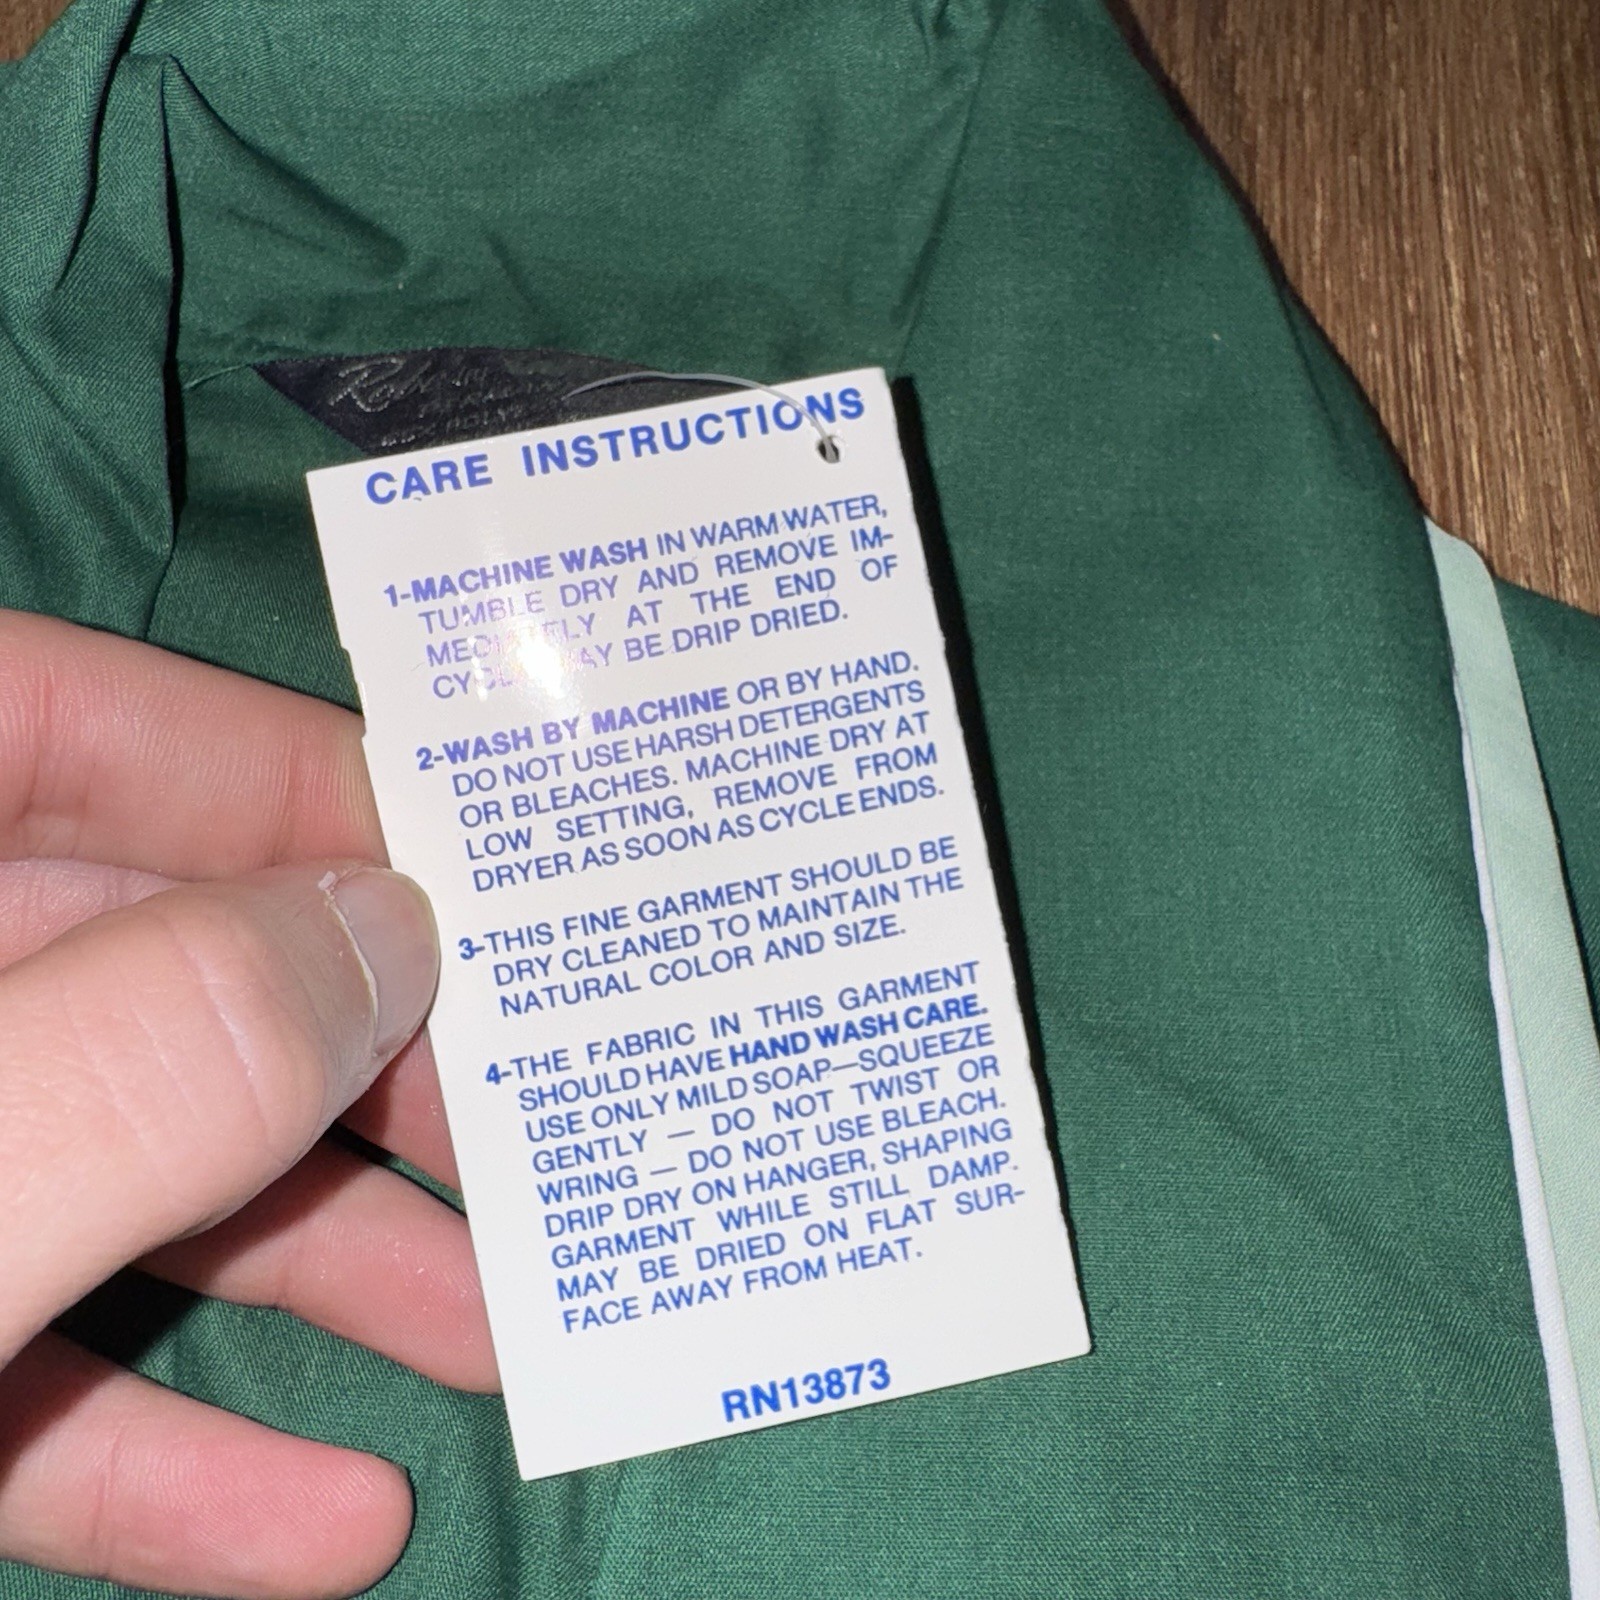 CARE INSTRUCTIONS
1-MACHINE WASH IN WARM WATER,
TUMBLE DRY AND REMOVE IM-
MEDIATELY AT THE END OF
CYCLE. MAY BE DRIP DRIED.
2-WASH BY MACHINE OR BY HAND.
DO NOT USE HARSH DETERGENTS
OR BLEACHES. MACHINE DRY AT
LOW SETTING, REMOVE FROM
DRYER AS SOON AS CYCLE ENDS.
3-THIS FINE GARMENT SHOULD BE
DRY CLEANED TO MAINTAIN THE
NATURAL COLOR AND SIZE.
4-THE FABRIC IN THIS GARMENT
SHOULD HAVE HAND WASH CARE.
USE ONLY MILD SOAP—SQUEEZE
GENTLY — DO NOT TWIST OR
WRING — DO NOT USE BLEACH.
DRIP DRY ON HANGER, SHAPING
GARMENT WHILE STILL DAMP.
MAY BE DRIED ON FLAT SUR-
FACE AWAY FROM HEAT.
RN13873